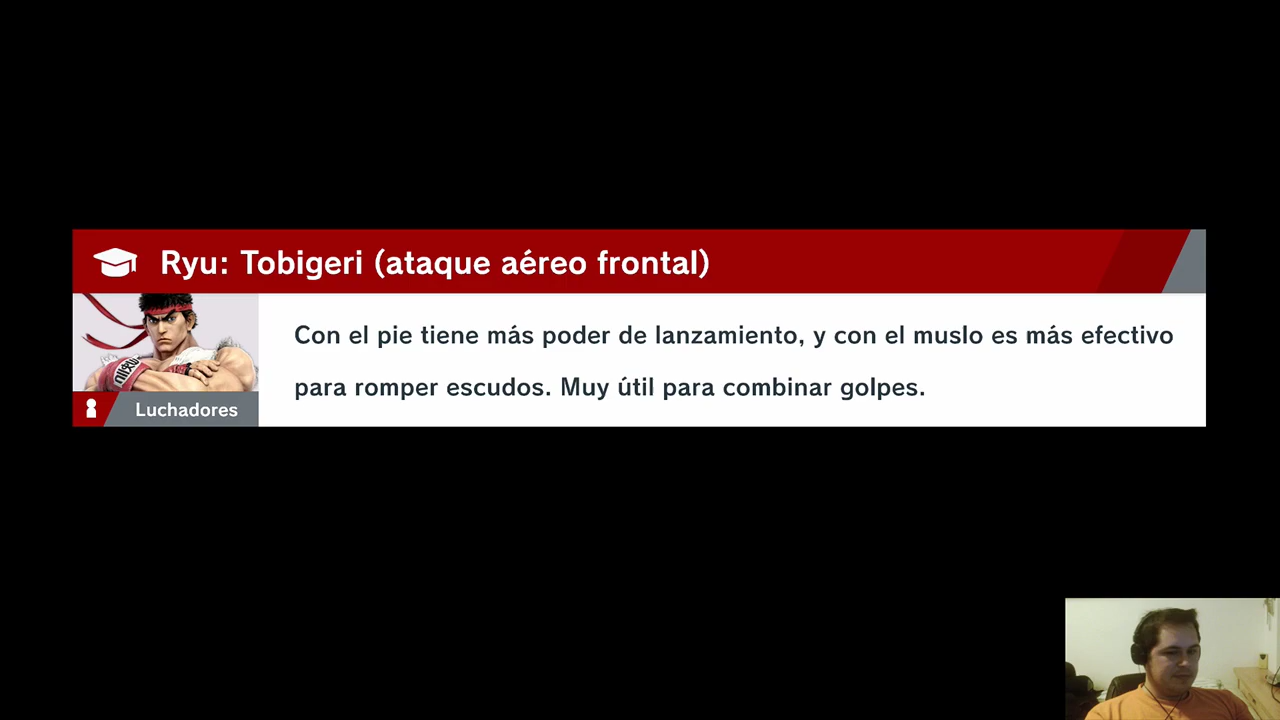 Ryu: Tobigeri (ataque aéreo frontal)
Con el pie tiene más poder de lanzamiento, y con el muslo es más efectivo
para romper escudos. Muy útil para combinar golpes.
Luchadores